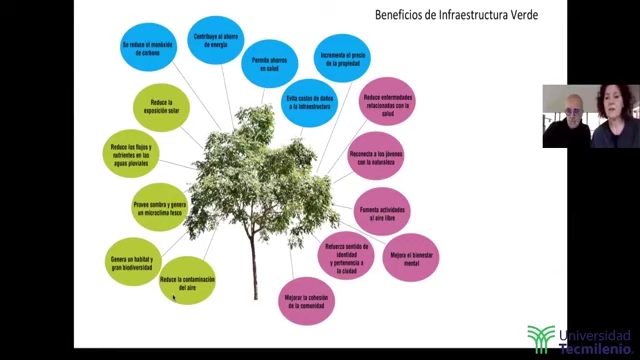 Beneficios de Infraestructura Verde
Se reduce el monóxido
de carbono
Contribuye al ahorro
de energía
Permite ahorros
en salud
Incrementa el precio
de la propiedad
Evita costos de daños
a la infraestructura
Reduce la
exposición solar
Reduce los flujos y
nutrientes en las
aguas pluviales
Provee sombra y genera
un microclima fesco
Genera un habitat y
gran biodiversidad
Reduce la contaminación
del aire
Reduce enfermedades
relacionadas con la
salud
Reconecta a los jóvenes
con la naturaleza
Fomenta actividades
al aire libre
Mejora el bienestar
mental
Refuerza sentido de
identidad
y pertenencia a
la ciudad
Mejorar la cohesión
de la comunidad
Universidad
Tecmilenio